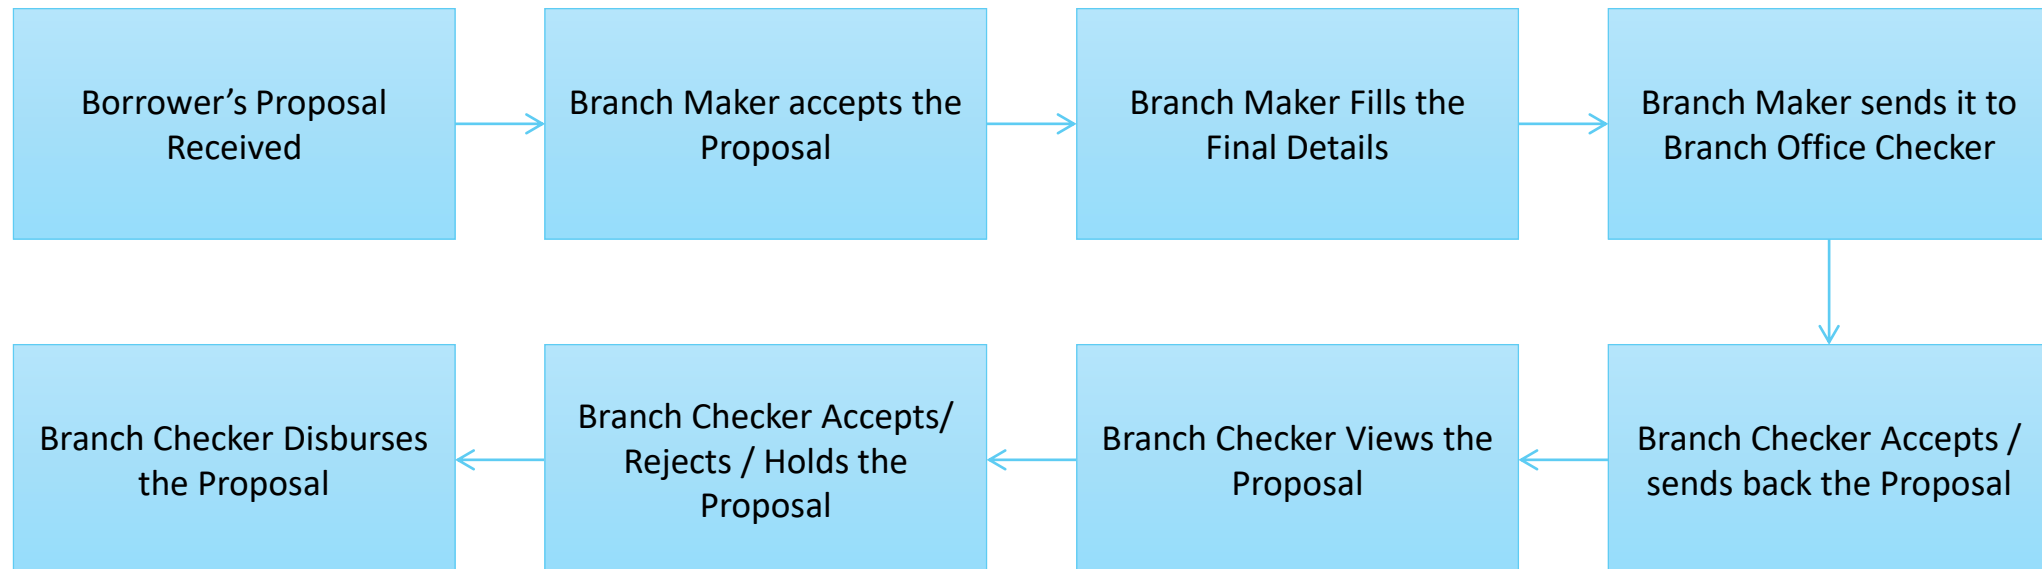 Borrower’s Proposal
Received
Branch Maker accepts the
Proposal
Branch Maker Fills the
Final Details
Branch Maker sends it to
Branch Office Checker
Branch Checker Accepts /
sends back the Proposal
Branch Checker Views the
Proposal
Branch Checker Accepts/
Rejects / Holds the
Proposal
Branch Checker Disburses
the Proposal